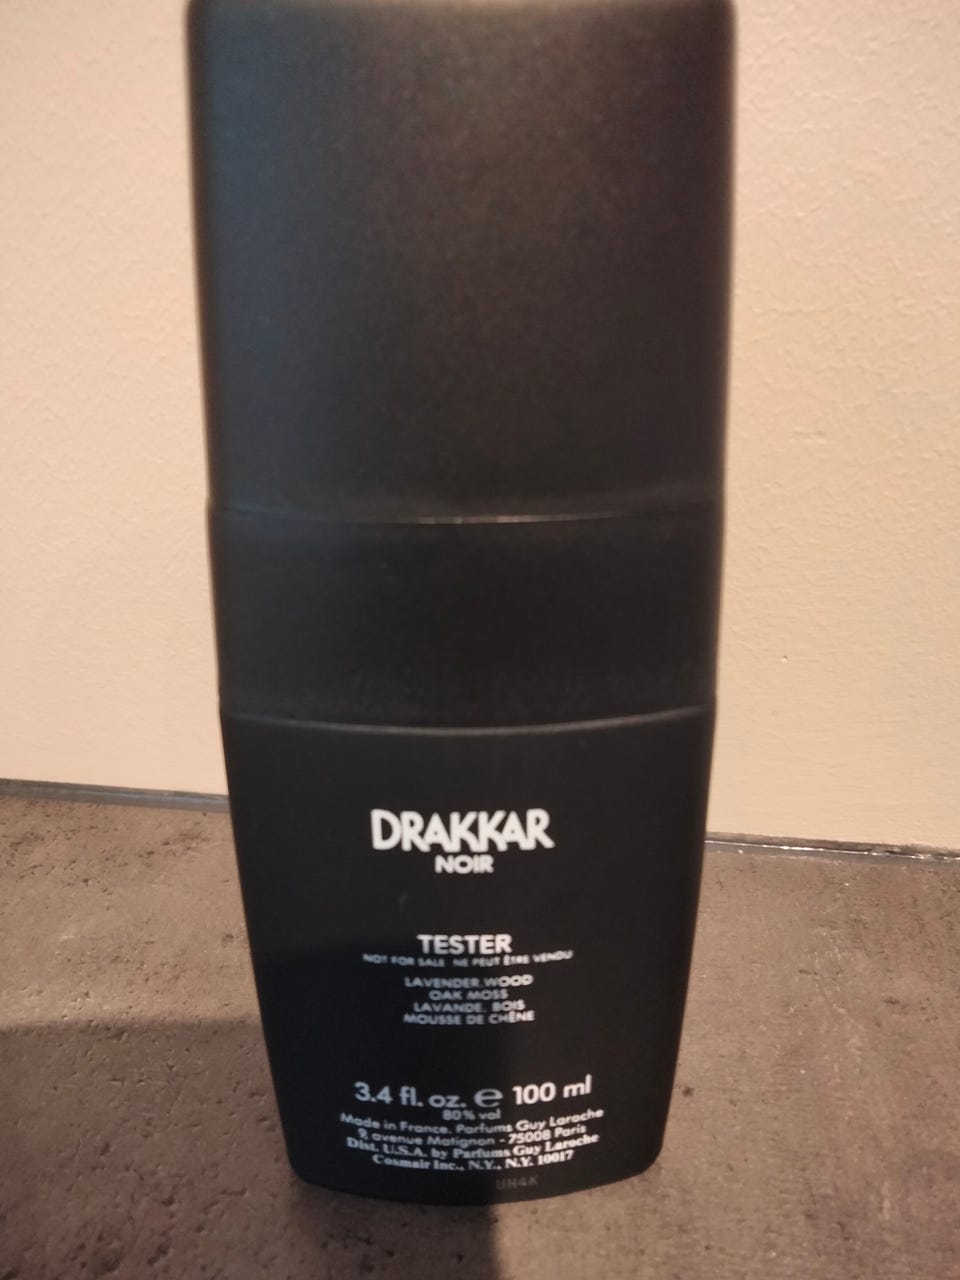 DRAKKAR
NOIR
TESTER
NOT FOR SALE NE PEUT ÊTRE VENDU
LAVENDER. WOOD
OAK MOSS
LAVANDE. BOIS
MOUSSE DE CHÊNE
3.4 fl. oz. ℮ 100 ml
80% vol
Made in France. Parfums Guy Laroche
9, avenue Matignon - 75008 Paris
Dist. U.S.A. by Parfums Guy Laroche
Cosmair Inc., N.Y., N.Y. 10017
UH4K